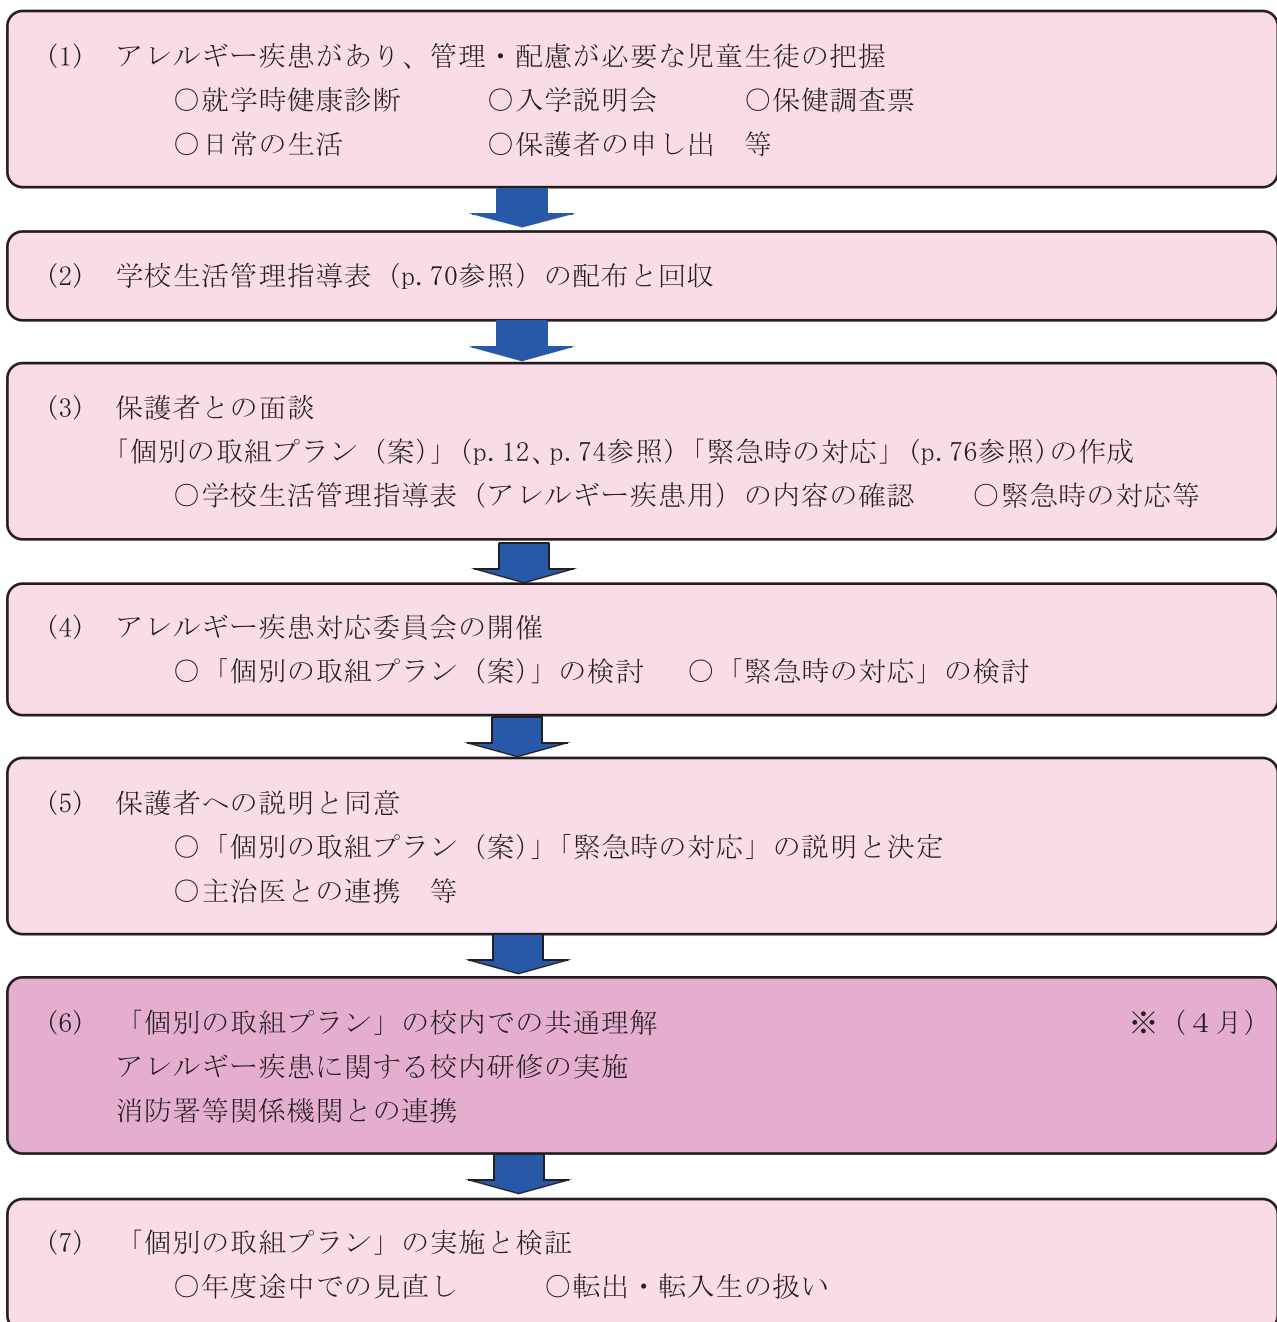 (1) アレルギー疾患があり、管理・配慮が必要な児童生徒の把握
○就学時健康診断 ○入学説明会 ○保健調査票
○日常の生活 ○保護者の申し出 等
(2) 学校生活管理指導表（p.70参照）の配布と回収
(3) 保護者との面談
「個別の取組プラン（案）」（p.12、p.74参照）「緊急時の対応」（p.76参照）の作成
○学校生活管理指導表（アレルギー疾患用）の内容の確認 ○緊急時の対応等
(4) アレルギー疾患対応委員会の開催
○「個別の取組プラン（案）」の検討 ○「緊急時の対応」の検討
(5) 保護者への説明と同意
○「個別の取組プラン（案）」「緊急時の対応」の説明と決定
○主治医との連携 等
(6) 「個別の取組プラン」の校内での共通理解 ※（４月）
アレルギー疾患に関する校内研修の実施
消防署等関係機関との連携
(7) 「個別の取組プラン」の実施と検証
○年度途中での見直し ○転出・転入生の扱い